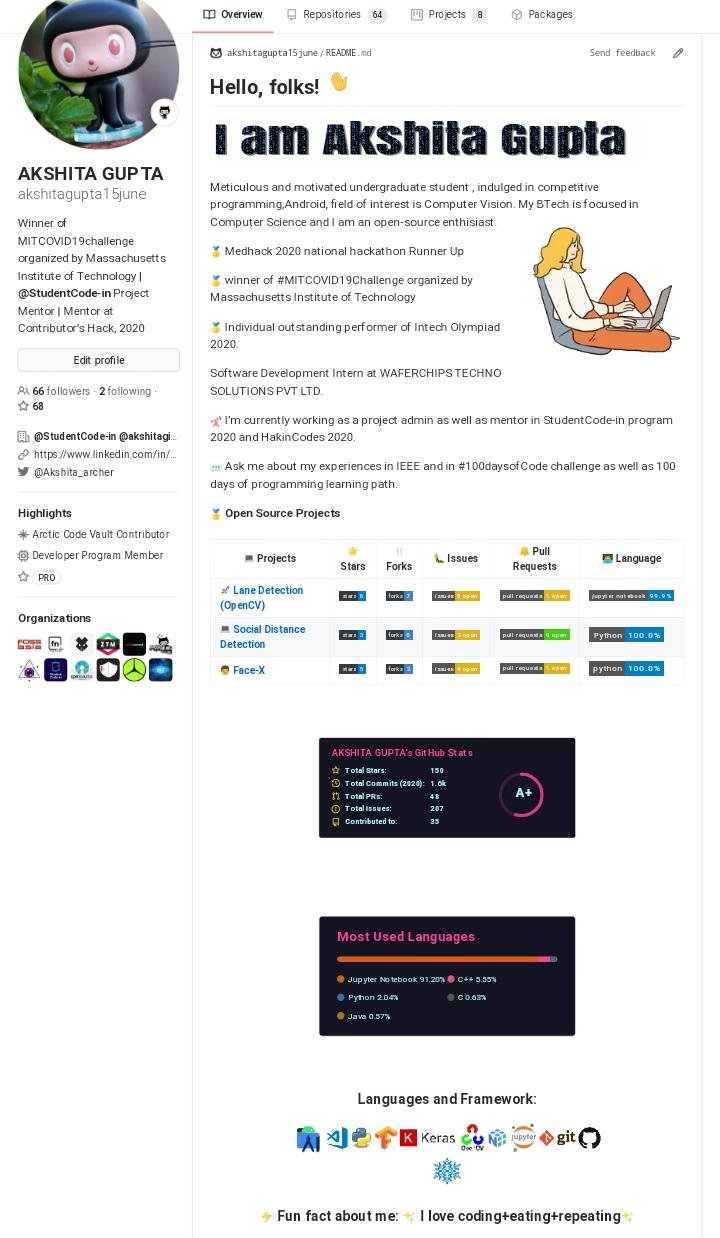 Overview
Repositories 64
Projects 8
Packages
AKSHITA GUPTA
akshitagupta15june
Winner of
MITCOVID19challenge
organized by Massachusetts
Institute of Technology |
@StudentCode-in Project
Mentor | Mentor at
Contributor's Hack, 2020
Edit profile
66 followers · 2 following ·
68
@StudentCode-in @akshitagi...
https://www.linkedin.com/in/...
@Akshita_archer
Highlights
Arctic Code Vault Contributor
Developer Program Member
PRO
Organizations
akshitagupta15june/README.md
Send feedback
Hello, folks! 👋
I am Akshita Gupta
Meticulous and motivated undergraduate student , indulged in competitive
programming,Android, field of interest is Computer Vision. My BTech is focused in
Computer Science and I am an open-source enthisiast.
🏅 Medhack 2020 national hackathon Runner Up
🏅 winner of #MITCOVID19Challenge organized by
Massachusetts Institute of Technology
🏅 Individual outstanding performer of Intech Olympiad
2020.
Software Development Intern at WAFERCHIPS TECHNO
SOLUTIONS PVT LTD.
I'm currently working as a project admin as well as mentor in StudentCode-in program
2020 and HakinCodes 2020.
💬 Ask me about my experiences in IEEE and in #100daysofCode challenge as well as 100
days of programming learning path.
🏅 Open Source Projects
💻 Projects
🌟 Stars
🍴 Forks
🐛 Issues
🔔 Pull Requests
👨‍💻 Language
🚀 Lane Detection (OpenCV)
stars 6
forks 7
issues 5 open
pull requests 1 open
jupyter notebook 99.9%
💻 Social Distance Detection
stars 3
forks 6
issues 3 open
pull requests 0 open
Python 100.0%
👨 Face-X
stars 5
forks 3
issues 4 open
pull requests 1 open
python 100.0%
AKSHITA GUPTA's GitHub Stats
Total Stars: 150
Total Commits (2020): 1.6k
Total PRs: 48
Total Issues: 207
Contributed to: 35
A+
Most Used Languages
Jupyter Notebook 91.20%
C++ 5.55%
Python 2.04%
C 0.63%
Java 0.57%
Languages and Framework:
K Keras
OpenCV
jupyter
git
⚡ Fun fact about me: ✨ I love coding+eating+repeating✨